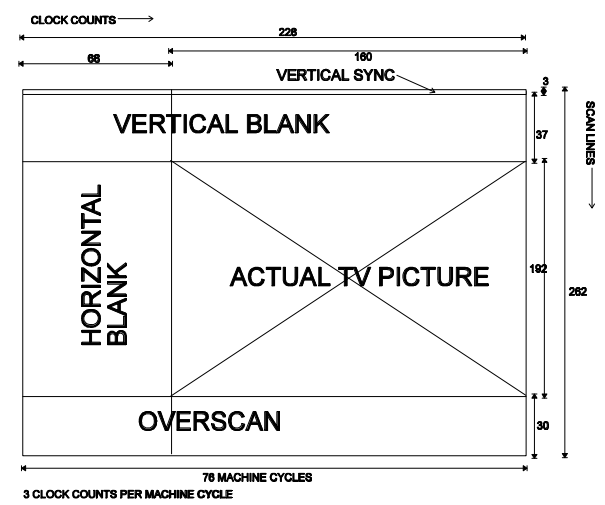 CLOCK COUNTS
228
68
160
VERTICAL SYNC
3
VERTICAL BLANK
37
SCAN LINES
HORIZONTAL
BLANK
ACTUAL TV PICTURE
192
262
OVERSCAN
30
76 MACHINE CYCLES
3 CLOCK COUNTS PER MACHINE CYCLE